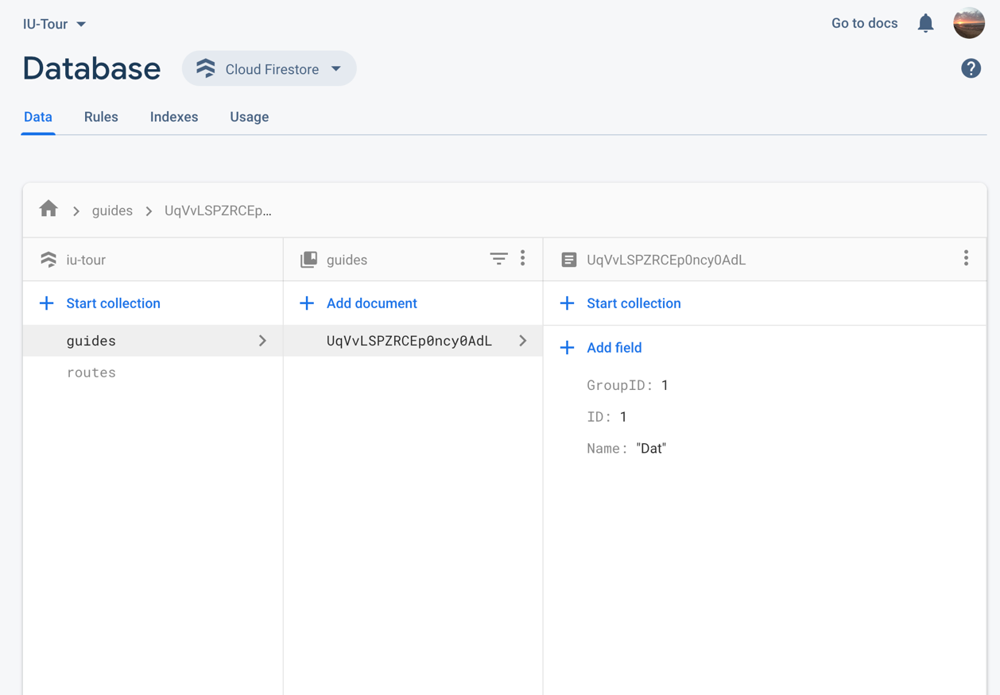 IU-Tour
Go to docs
Database
Cloud Firestore
?
Data Rules Indexes Usage
guides
UqVvLSPZRCEp...
iu-tour
guides
UqVvLSPZRCEp0ncy0AdL
Start collection
Add document
Start collection
guides
UqVvLSPZRCEp0ncy0AdL
Add field
routes
GroupID: 1
ID: 1
Name: "Dat"